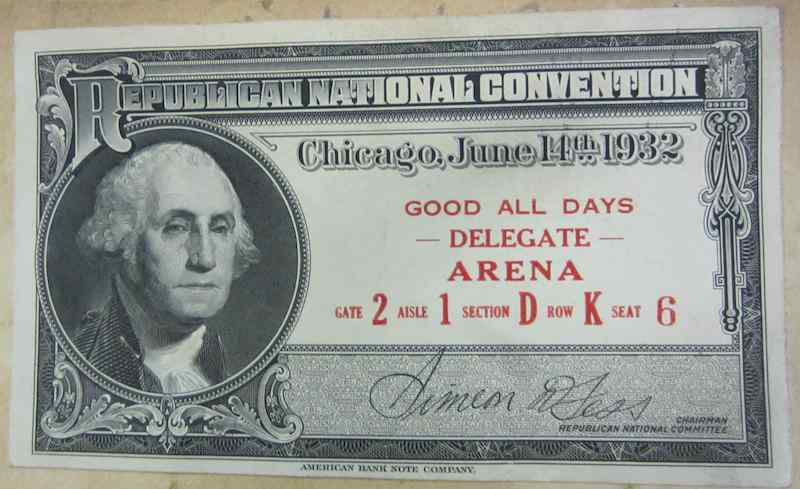 REPUBLICAN NATIONAL CONVENTION
Chicago, June 14th 1932
GOOD ALL DAYS
— DELEGATE —
ARENA
GATE 2 AISLE 1 SECTION D ROW K SEAT 6
Simeon D. Fess
CHAIRMAN
REPUBLICAN NATIONAL COMMITTEE
AMERICAN BANK NOTE COMPANY.